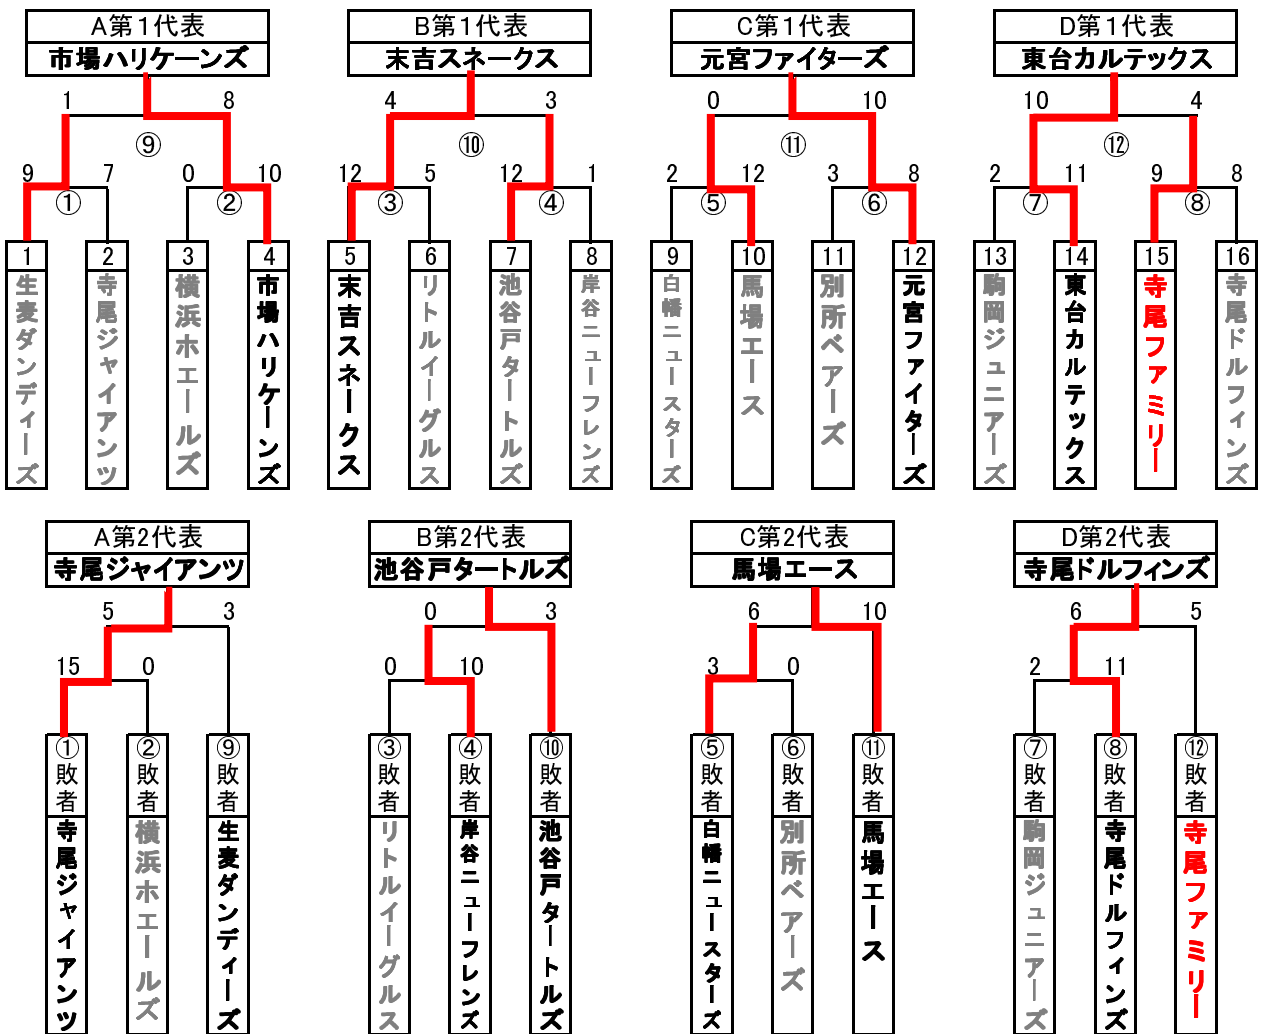 A第1代表
市場ハリケーンズ
B第1代表
末吉スネークス
C第1代表
元宮ファイターズ
D第1代表
東台カルテックス
1 8 4 3 0 10 10 4
⑨ ⑩ ⑪ ⑫
9 7 0 10 12 5 12 1 2 12 3 8 2 11 9 8
① ② ③ ④ ⑤ ⑥ ⑦ ⑧
1 2 3 4 5 6 7 8 9 10 11 12 13 14 15 16
生麦ダンディーズ
寺尾ジャイアンツ
横浜ホエールズ
市場ハリケーンズ
末吉スネークス
リトルイーグルス
池谷戸タートルズ
岸谷ニューフレンズ
白幡ニュースターズ
馬場エース
別所ベアーズ
元宮ファイターズ
駒岡ジュニアーズ
東台カルテックス
寺尾ファミリー
寺尾ドルフィンズ
A第2代表
寺尾ジャイアンツ
B第2代表
池谷戸タートルズ
C第2代表
馬場エース
D第2代表
寺尾ドルフィンズ
5 3 0 3 6 10 6 5
15 0 0 10 3 0 2 11
①敗者
寺尾ジャイアンツ
②敗者
横浜ホエールズ
⑨敗者
生麦ダンディーズ
③敗者
リトルイーグルス
④敗者
岸谷ニューフレンズ
⑩敗者
池谷戸タートルズ
⑤敗者
白幡ニュースターズ
⑥敗者
別所ベアーズ
⑪敗者
馬場エース
⑦敗者
駒岡ジュニアーズ
⑧敗者
寺尾ドルフィンズ
⑫敗者
寺尾ファミリー